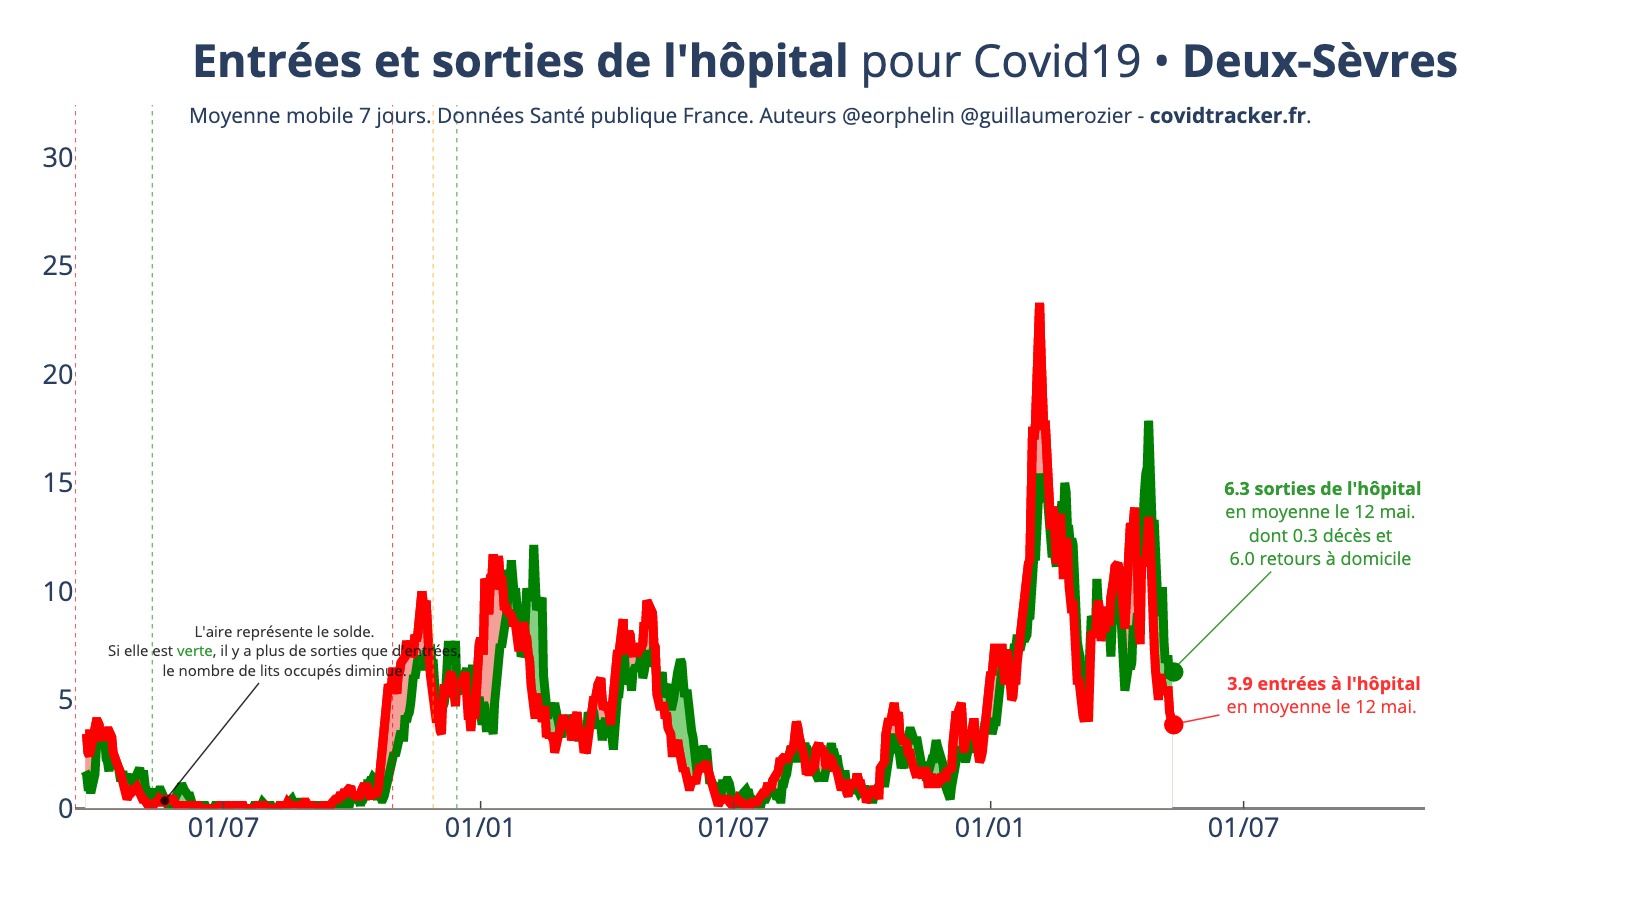 Entrées et sorties de l'hôpital pour Covid19 • Deux-Sèvres
Moyenne mobile 7 jours. Données Santé publique France. Auteurs @eorphelin @guillaumerozier - covidtracker.fr.
30
25
20
15
10
5
0
L'aire représente le solde.
Si elle est verte, il y a plus de sorties que d'entrées,
le nombre de lits occupés diminue.
6.3 sorties de l'hôpital
en moyenne le 12 mai.
dont 0.3 décès et
6.0 retours à domicile
3.9 entrées à l'hôpital
en moyenne le 12 mai.
01/07
01/01
01/07
01/01
01/07